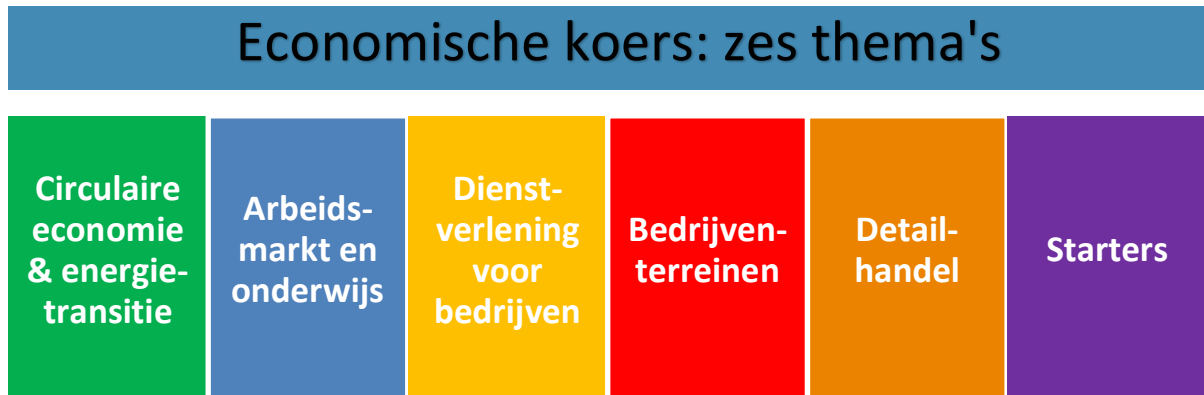 Economische koers: zes thema's
Circulaire
economie
& energie-
transitie
Arbeids-
markt en
onderwijs
Dienst-
verlening
voor
bedrijven
Bedrijven-
terreinen
Detail-
handel
Starters